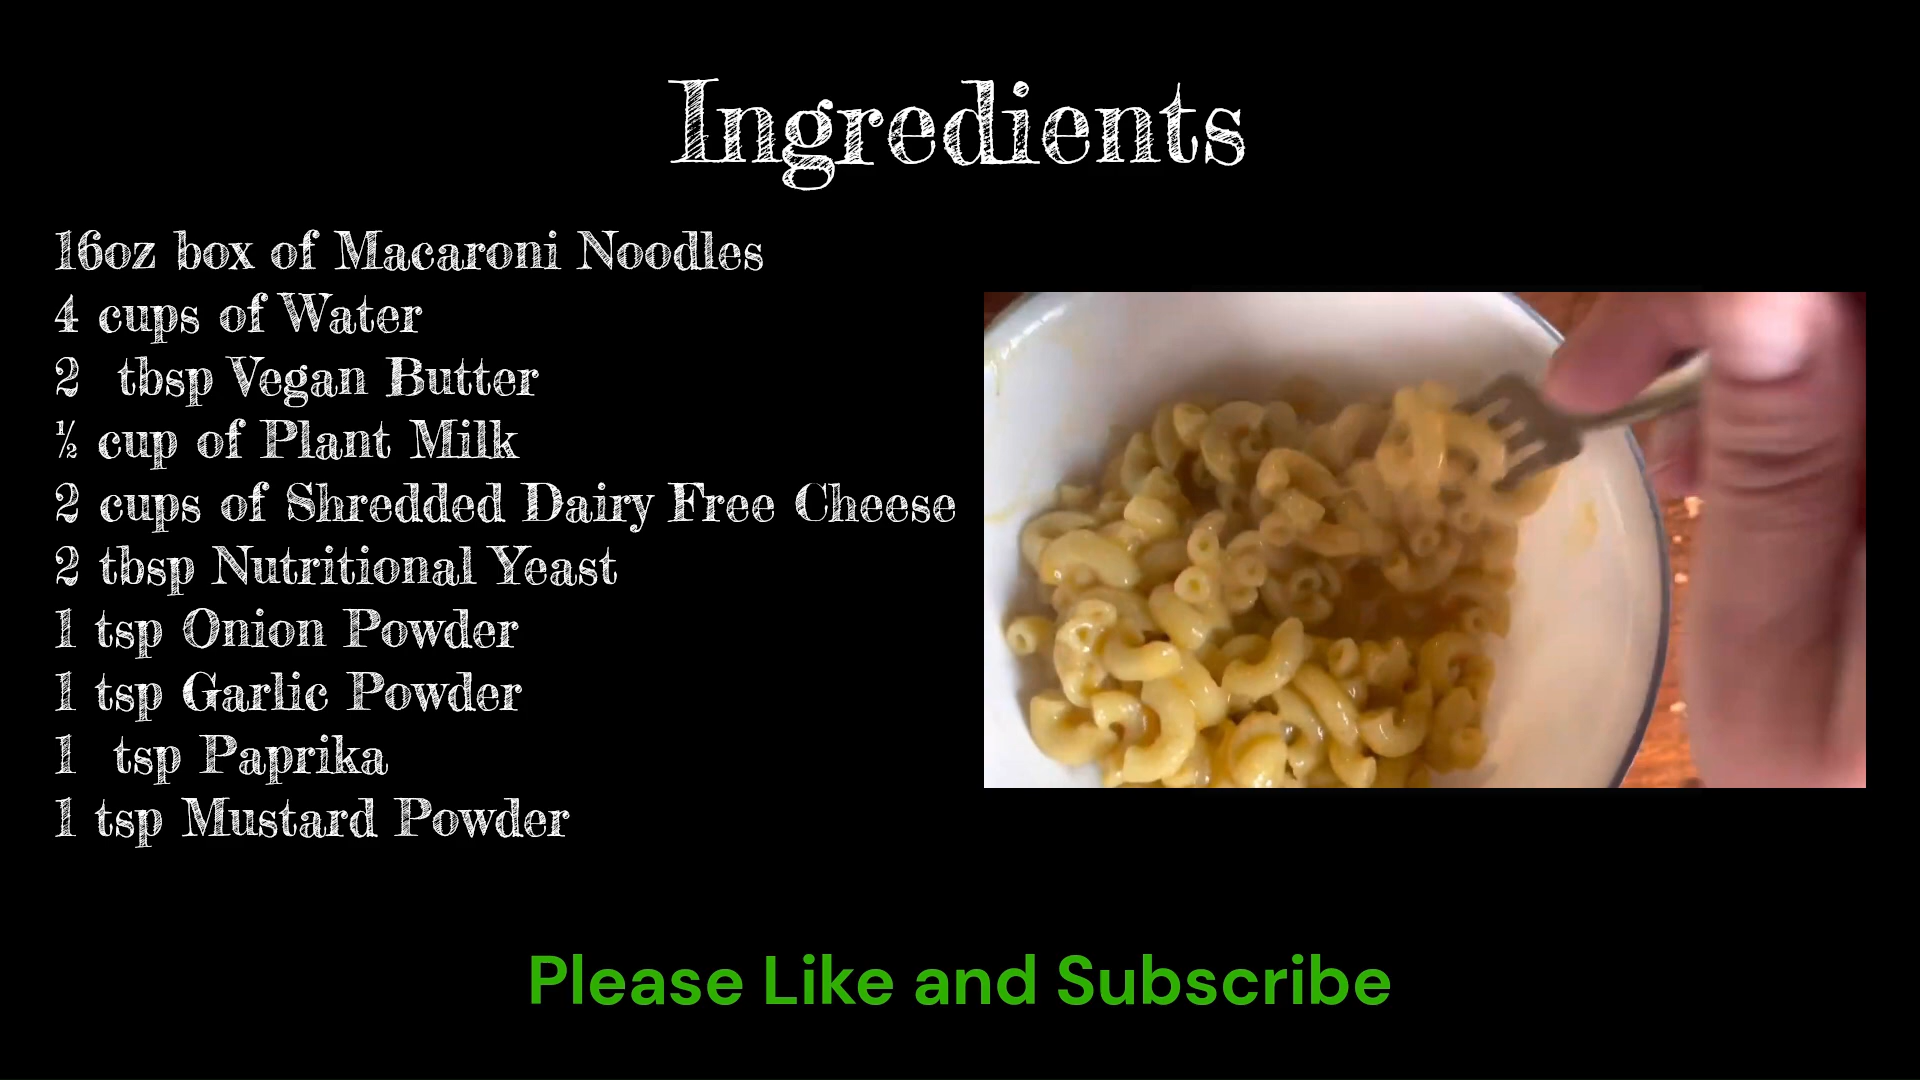 Ingredients
16oz box of Macaroni Noodles
4 cups of Water
2  tbsp Vegan Butter
½ cup of Plant Milk
2 cups of Shredded Dairy Free Cheese
2 tbsp Nutritional Yeast
1 tsp Onion Powder
1 tsp Garlic Powder
1  tsp Paprika
1 tsp Mustard Powder
Please Like and Subscribe